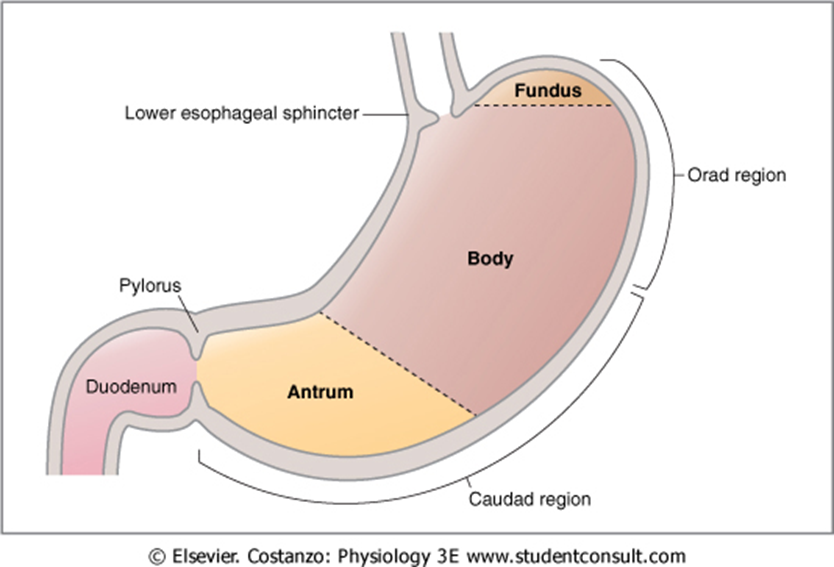 Fundus
Lower esophageal sphincter
Orad region
Body
Pylorus
Duodenum
Antrum
Caudad region
© Elsevier. Costanzo: Physiology 3E www.studentconsult.com